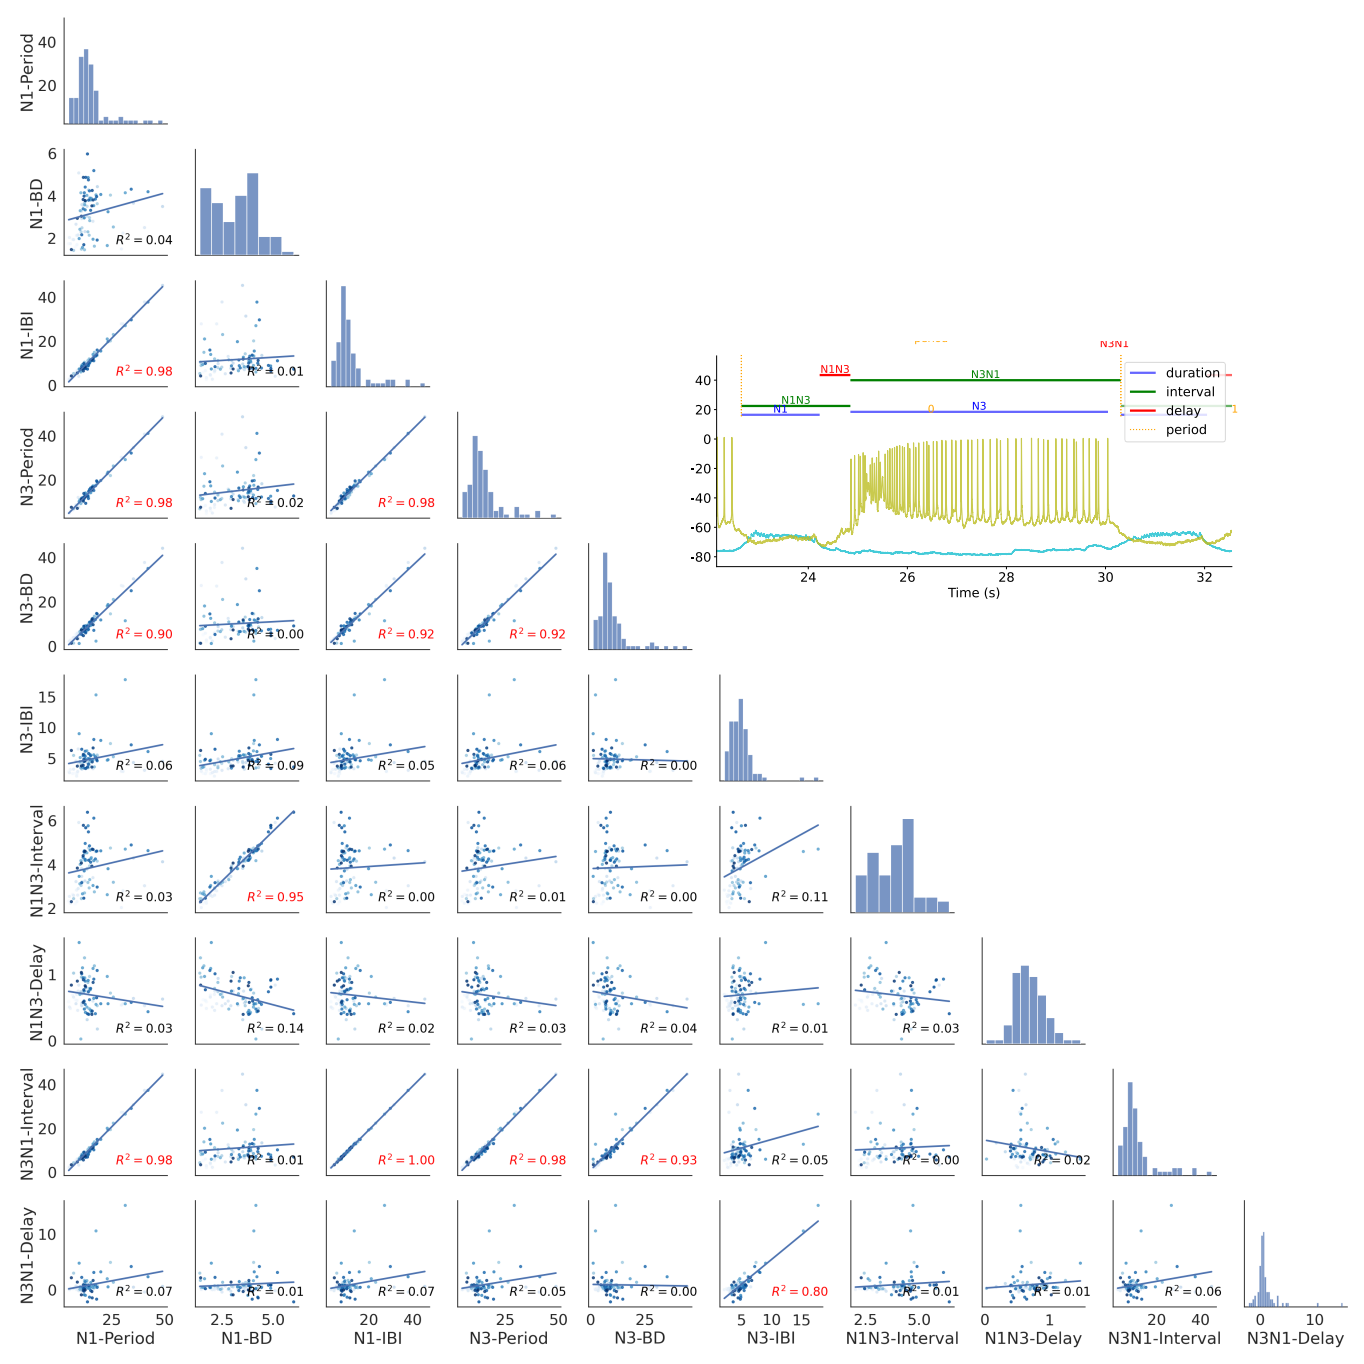 N1-Period
40
20
N1-BD
6
4
2
R² = 0.04
N1-IBI
40
20
0
R² = 0.98
R² = 0.01
N3-Period
40
20
R² = 0.98
R² = 0.02
R² = 0.98
N3-BD
40
20
0
R² = 0.90
R² = 0.00
R² = 0.92
R² = 0.92
period
N3N1
N1N3
N3N1
N1N3
N1
0
N3
1
duration
interval
delay
period
40
20
0
-20
-40
-60
-80
24 26 28 30 32
Time (s)
N3-IBI
15
10
5
R² = 0.06
R² = 0.09
R² = 0.05
R² = 0.06
R² = 0.00
N1N3-Interval
6
4
2
R² = 0.03
R² = 0.95
R² = 0.00
R² = 0.01
R² = 0.00
R² = 0.11
N1N3-Delay
1
0
R² = 0.03
R² = 0.14
R² = 0.02
R² = 0.03
R² = 0.04
R² = 0.01
R² = 0.03
N3N1-Interval
40
20
0
R² = 0.98
R² = 0.01
R² = 1.00
R² = 0.98
R² = 0.93
R² = 0.05
R² = 0.00
R² = 0.02
N3N1-Delay
10
0
R² = 0.07
R² = 0.01
R² = 0.07
R² = 0.05
R² = 0.00
R² = 0.80
R² = 0.01
R² = 0.01
R² = 0.06
25 50
2.5 5.0
20 40
25 50
0 25
5 10 15
2.5 5.0
0 1
20 40
0 10
N1-Period
N1-BD
N1-IBI
N3-Period
N3-BD
N3-IBI
N1N3-Interval
N1N3-Delay
N3N1-Interval
N3N1-Delay